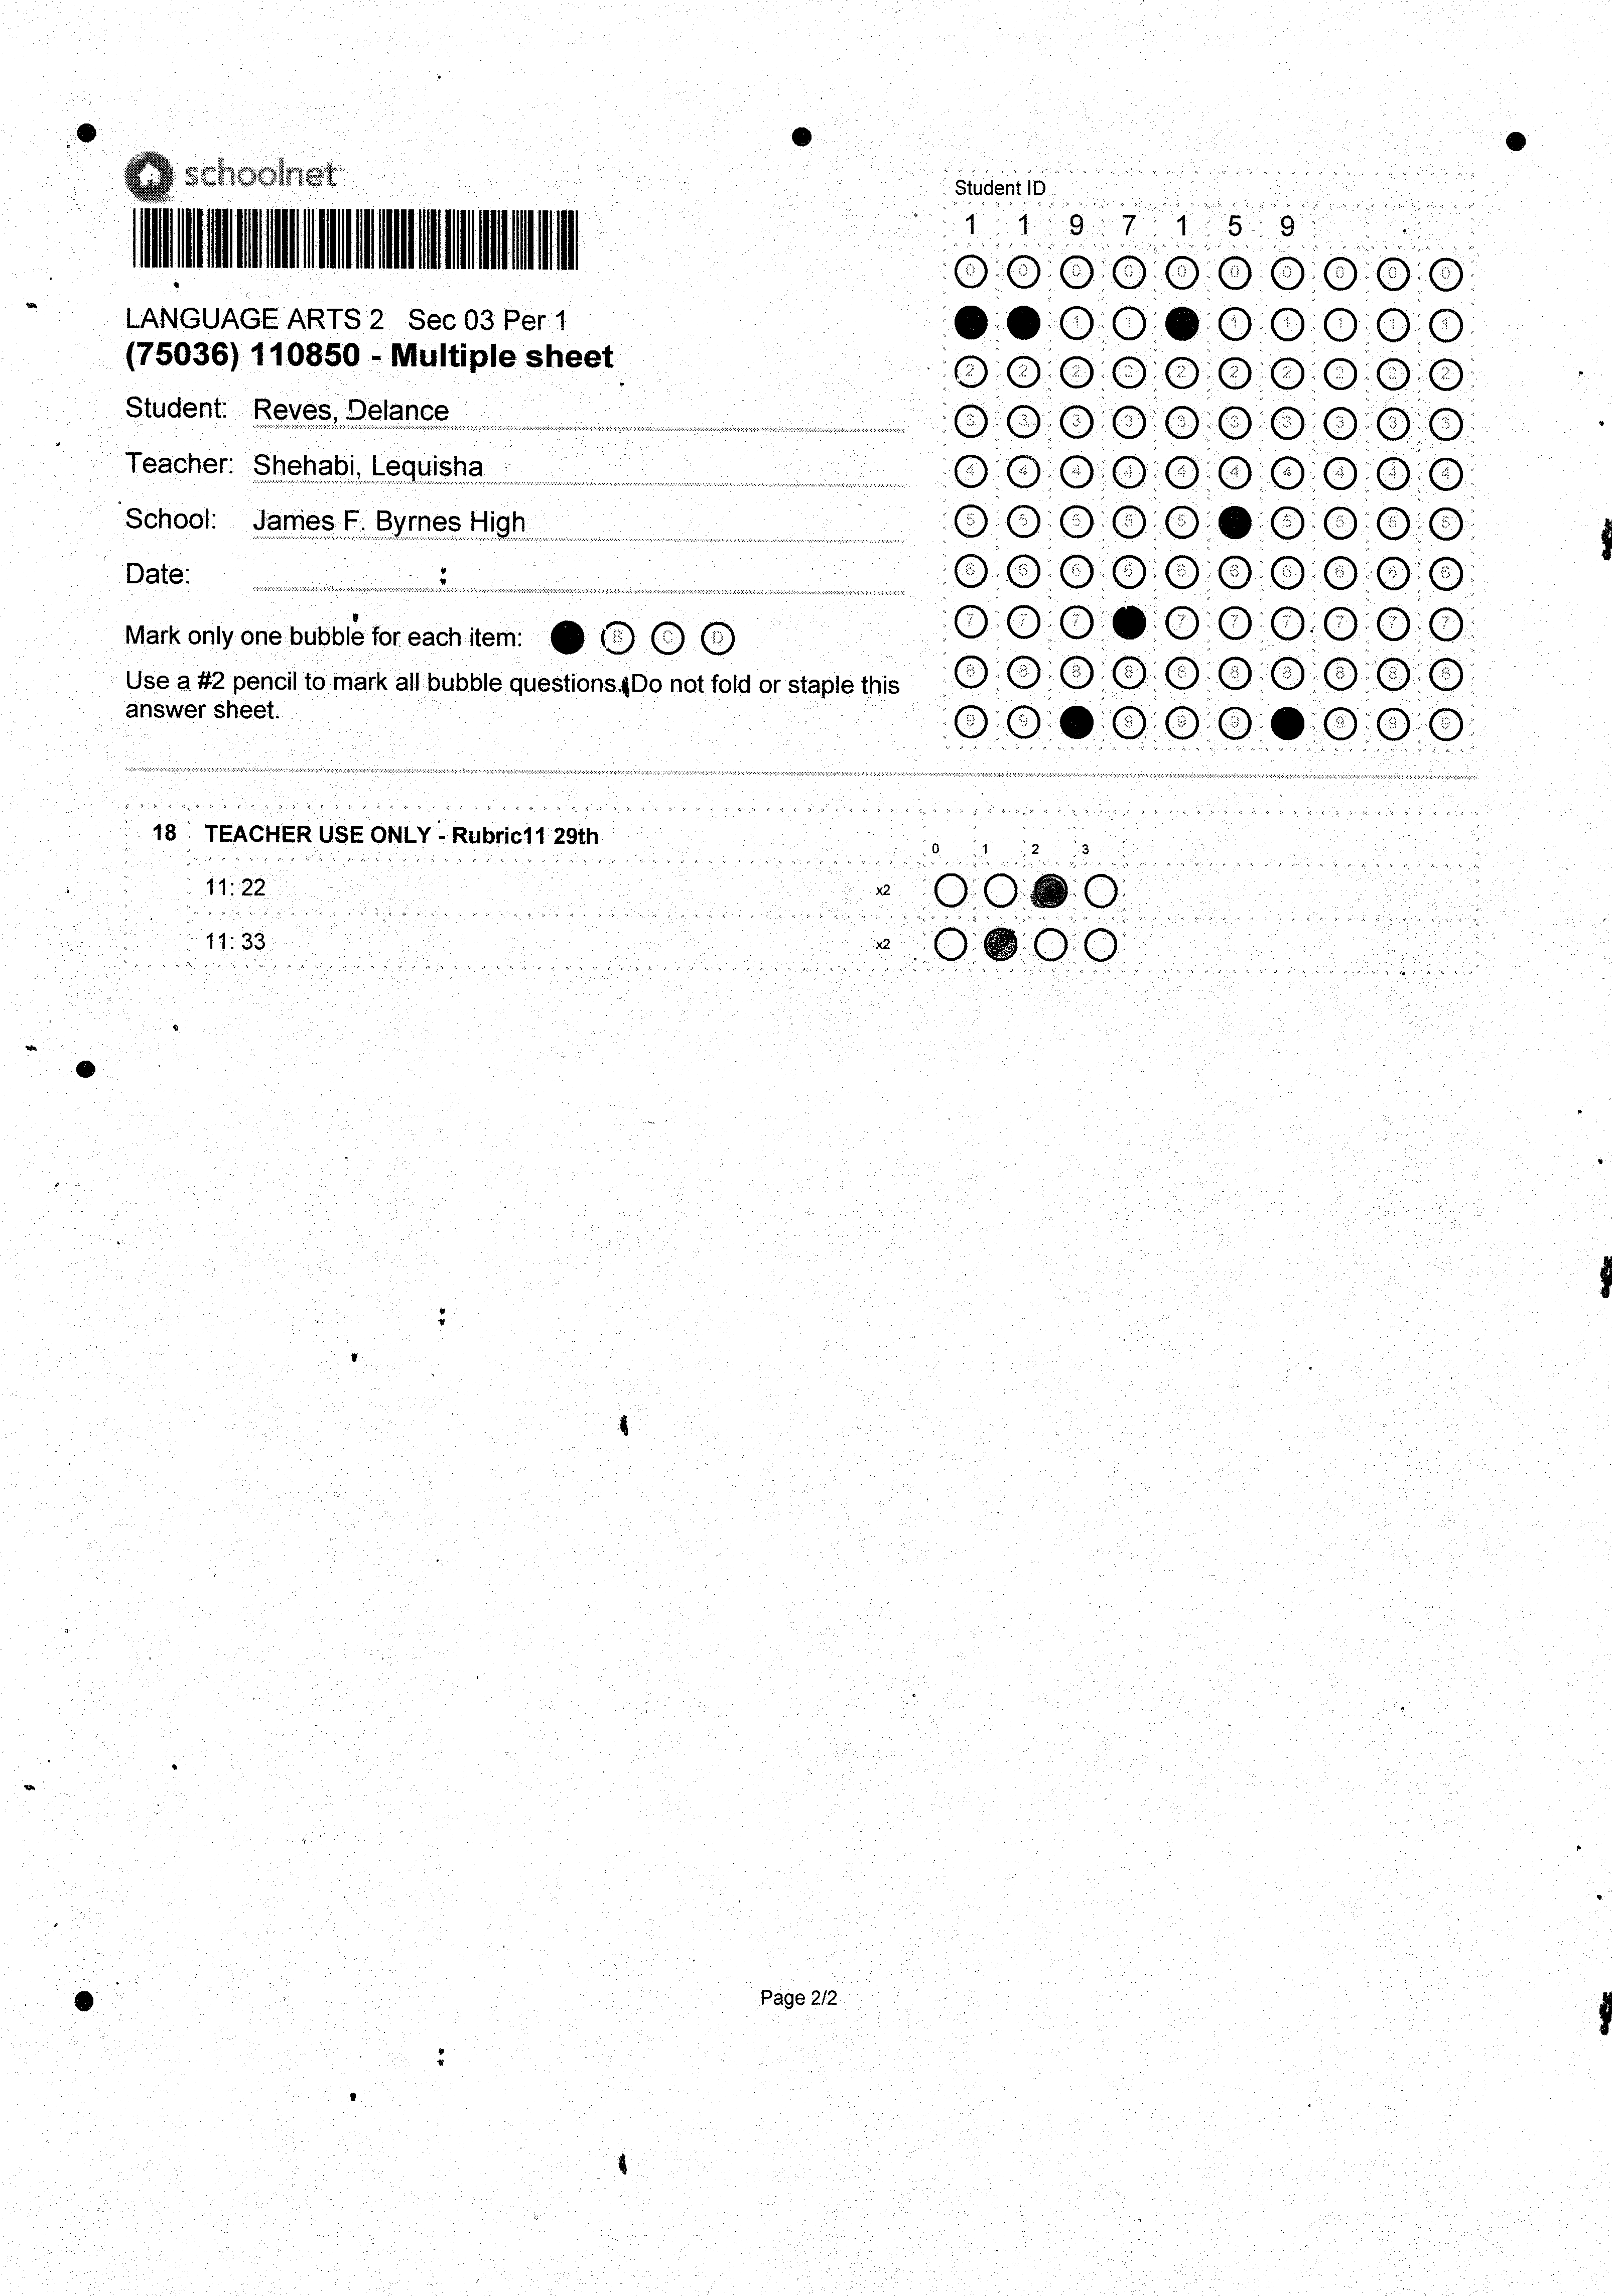 schoolnet
LANGUAGE ARTS 2 Sec 03 Per 1
(75036) 110850 - Multiple sheet
Student: Reves, Delance
Teacher: Shehabi, Lequisha
School: James F. Byrnes High
Date:
Mark only one bubble for each item: B C D
Use a #2 pencil to mark all bubble questions. Do not fold or staple this
answer sheet.
Student ID
1 1 9 7 1 5 9
0 0 0 0 0 0 0 0 0 0
1 1 1 1 1 1 1
2 2 2 2 2 2 2 2 2 2
3 3 3 3 3 3 3 3 3 3
4 4 4 4 4 4 4 4 4 4
5 5 5 5 5 5 5 5 5
6 6 6 6 6 6 6 6 6 6
7 7 7 7 7 7 7 7 7
8 8 8 8 8 8 8 8 8 8
9 9 9 9 9 9 9 9
18 TEACHER USE ONLY - Rubric11 29th
0 1 2 3
11: 22 x2
11: 33 x2
Page 2/2